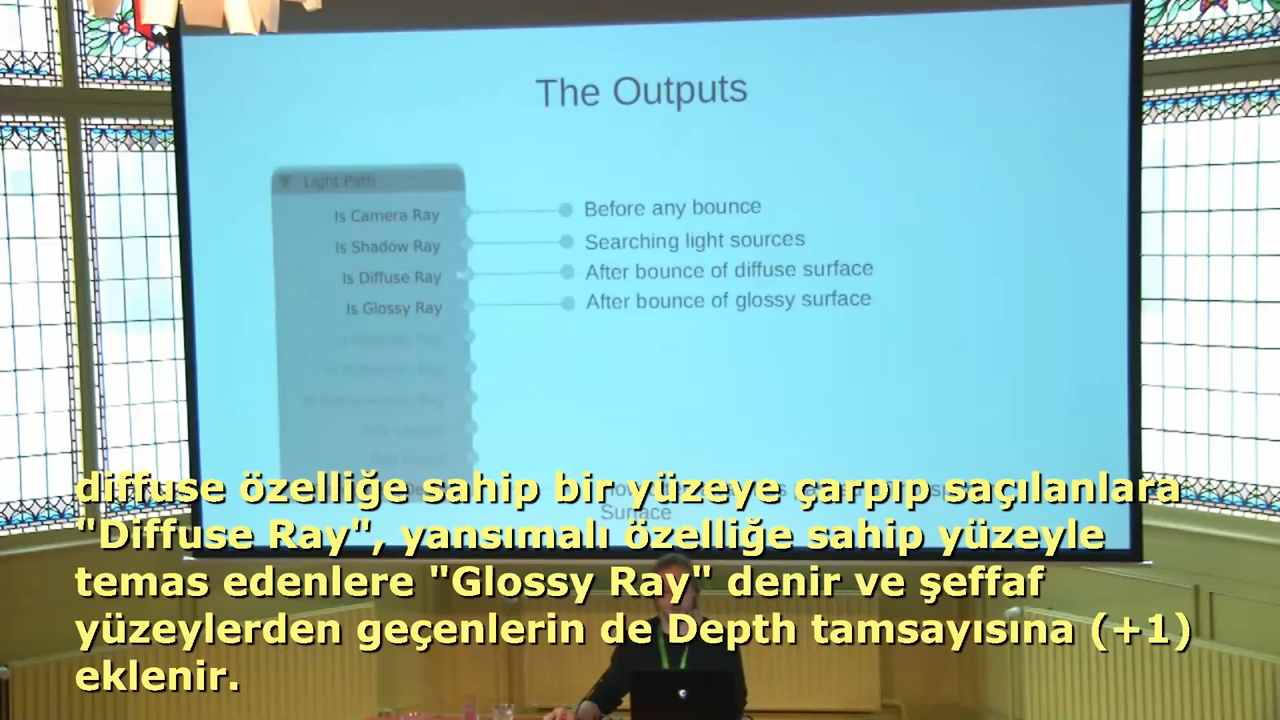 The Outputs
Light Path
Is Camera Ray
Before any bounce
Is Shadow Ray
Searching light sources
Is Diffuse Ray
After bounce of diffuse surface
Is Glossy Ray
After bounce of glossy surface
Surface
diffuse özelliğe sahip bir yüzeye çarpıp saçılanlara
"Diffuse Ray", yansımalı özelliğe sahip yüzeyle
temas edenlere "Glossy Ray" denir ve şeffaf
yüzeylerden geçenlerin de Depth tamsayısına (+1)
eklenir.